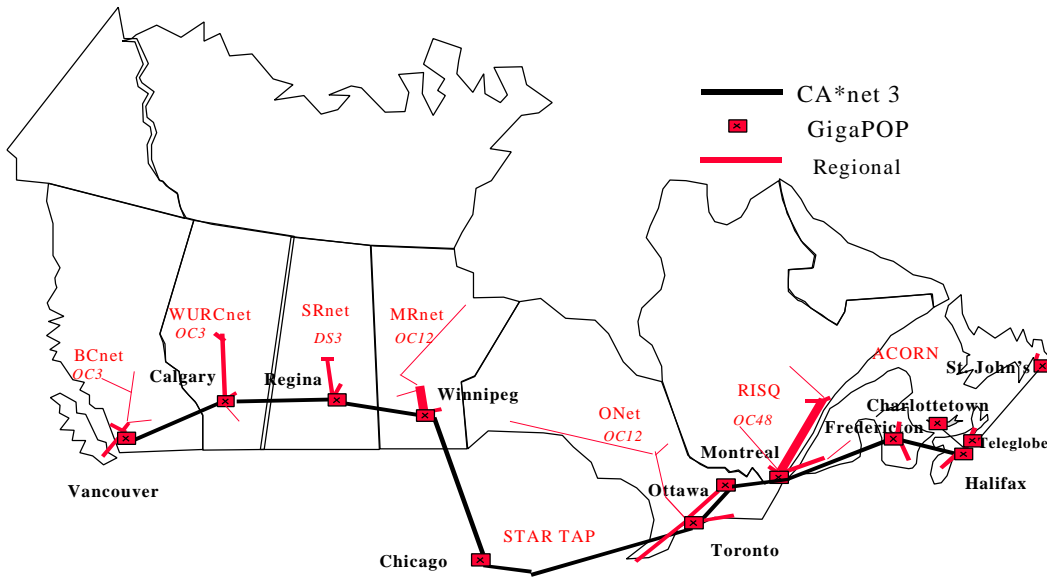 CA*net 3
GigaPOP
Regional
WURCnet
OC3
SRnet
DS3
MRnet
OC12
BCnet
OC3
Calgary
Regina
Winnipeg
Vancouver
ONet
OC12
RISQ
OC48
ACORN
St. John's
Charlottetown
Fredericton
Teleglobe
Montreal
Halifax
Ottawa
STAR TAP
Toronto
Chicago